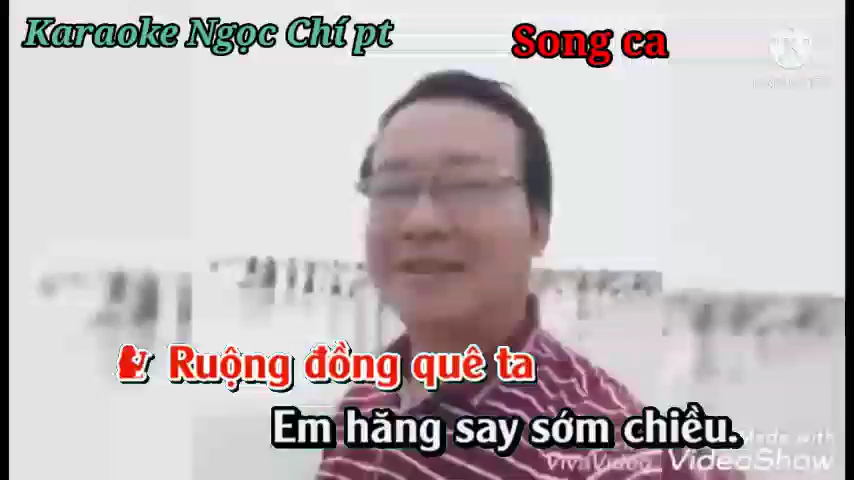 Karaoke Ngọc Chí pt
Song ca
Ruộng đồng quê ta
Em hăng say sớm chiều.
Made with
VivaVideo
VideoShow